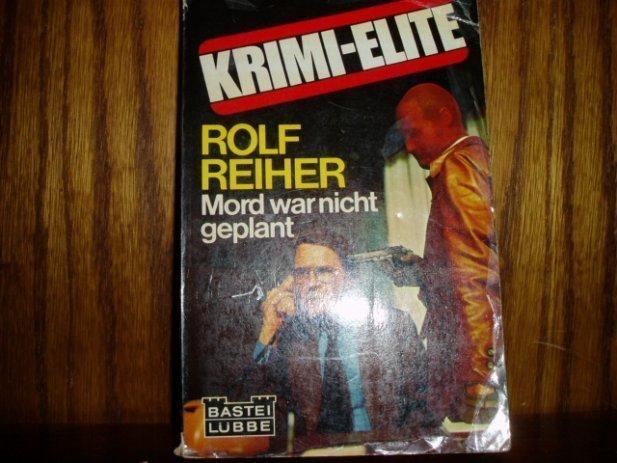 KRIMI-ELITE
ROLF
REIHER
Mord war nicht
geplant
BASTEI
LÜBBE